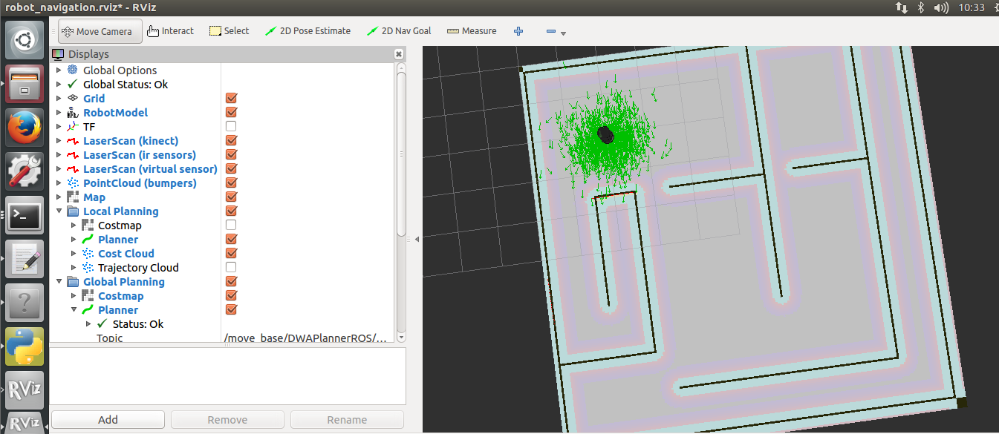 robot_navigation.rviz* - RViz
10:33
Move Camera Interact Select 2D Pose Estimate 2D Nav Goal Measure
Displays
Global Options
Global Status: Ok
Grid
RobotModel
TF
LaserScan (kinect)
LaserScan (ir sensors)
LaserScan (virtual sensor)
PointCloud (bumpers)
Map
Local Planning
Costmap
Planner
Cost Cloud
Trajectory Cloud
Global Planning
Costmap
Planner
Status: Ok
Topic /move_base/DWAPlannerROS/...
Add Remove Rename
RViz
RViz